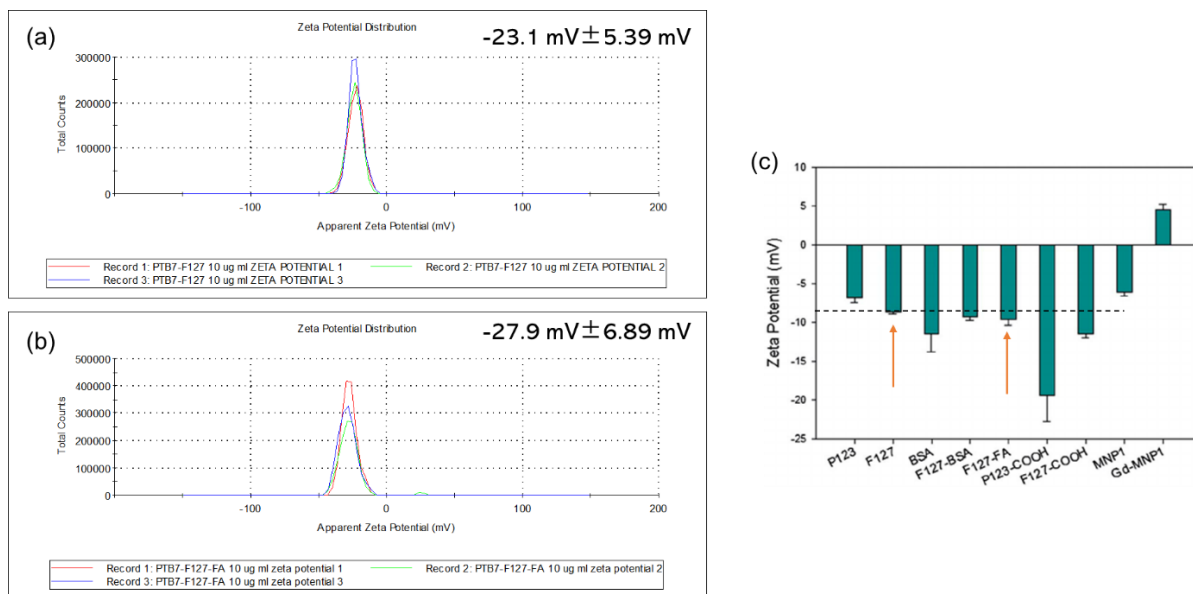 (a)
Zeta Potential Distribution
-23.1 mV±5.39 mV
300000
200000
100000
0
Total Counts
-100
0
100
200
Apparent Zeta Potential (mV)
Record 1: PTB7-F127 10 ug ml ZETA POTENTIAL 1
Record 2: PTB7-F127 10 ug ml ZETA POTENTIAL 2
Record 3: PTB7-F127 10 ug ml ZETA POTENTIAL 3
(b)
Zeta Potential Distribution
-27.9 mV±6.89 mV
500000
400000
300000
200000
100000
0
Total Counts
-100
0
100
200
Apparent Zeta Potential (mV)
Record 1: PTB7-F127-FA 10 ug ml zeta potential 1
Record 2: PTB7-F127-FA 10 ug ml zeta potential 2
Record 3: PTB7-F127-FA 10 ug ml zeta potential 3
(c)
10
5
0
-5
-10
-15
-20
-25
Zeta Potential (mV)
P123
F127
BSA
F127-BSA
F127-FA
P123-COOH
F127-COOH
MNP1
Gd-MNP1